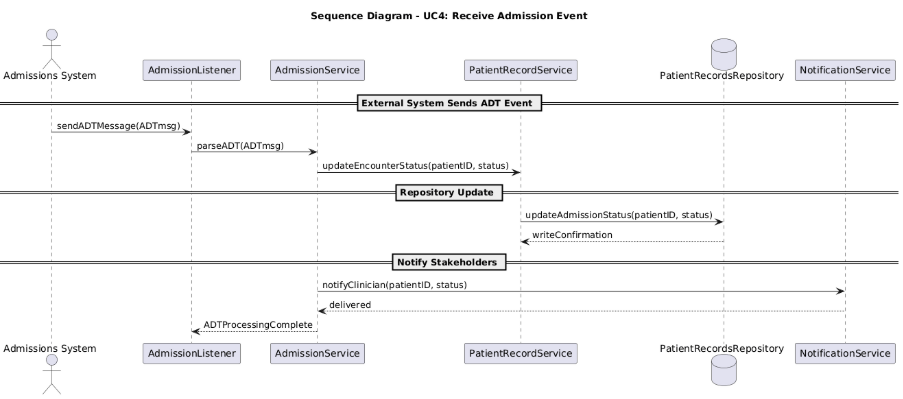 Sequence Diagram - UC4: Receive Admission Event
Admissions System
AdmissionListener
AdmissionService
PatientRecordService
PatientRecordsRepository
NotificationService
External System Sends ADT Event
sendADTMessage(ADTmsg)
parseADT(ADTmsg)
updateEncounterStatus(patientID, status)
Repository Update
updateAdmissionStatus(patientID, status)
writeConfirmation
Notify Stakeholders
notifyClinician(patientID, status)
delivered
ADTProcessingComplete
Admissions System
AdmissionListener
AdmissionService
PatientRecordService
PatientRecordsRepository
NotificationService